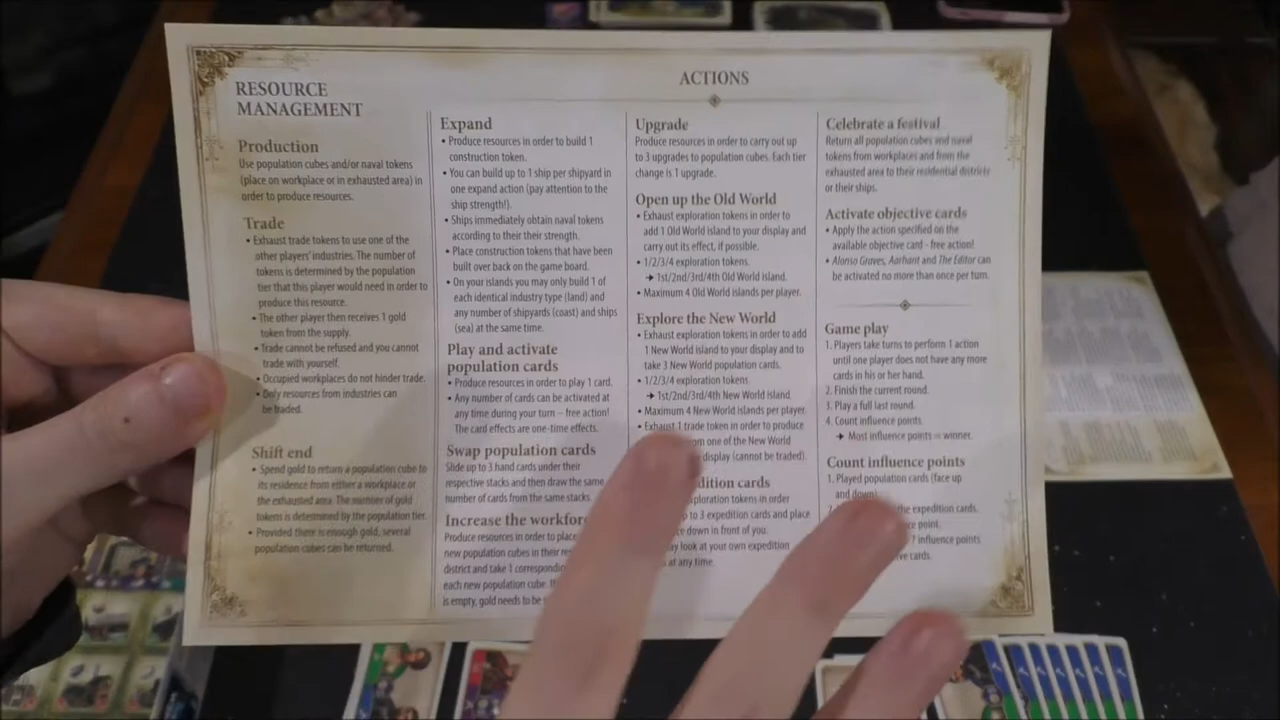 RESOURCE
MANAGEMENT
Production
Use population cubes and/or naval tokens
(place on workplace or in exhausted area) in
order to produce resources.
Trade
• Exhaust trade tokens to use one of the
other players' industries. The number of
tokens is determined by the population
tier that this player would need in order to
produce this resource.
• The other player then receives 1 gold
token from the supply.
• Trade cannot be refused and you cannot
trade with yourself.
• Occupied workplaces do not hinder trade.
• Only resources from industries can
be traded.
Shift end
• Spend gold to return a population cube to
its residence from either a workplace or
the exhausted area. The number of gold
tokens is determined by the population tier.
• Provided there is enough gold, several
population cubes can be returned.
ACTIONS
Expand
• Produce resources in order to build 1
construction token.
• You can build up to 1 ship per shipyard in
one expand action (pay attention to the
ship strength!).
• Ships immediately obtain naval tokens
according to their their strength.
• Place construction tokens that have been
built over back on the game board.
• On your islands you may only build 1 of
each identical industry type (land) and
any number of shipyards (coast) and ships
(sea) at the same time.
Play and activate
population cards
• Produce resources in order to play 1 card.
• Any number of cards can be activated at
any time during your turn – free action!
The card effects are one-time effects.
Swap population cards
Slide up to 3 hand cards under their
respective stacks and then draw the same
number of cards from the same stacks.
Increase the workfor
Produce resources in order to place
new population cubes in their
district and take 1
each new population cube.
is empty, gold needs to be
Upgrade
Produce resources in order to carry out up
to 3 upgrades to population cubes. Each tier
change is 1 upgrade.
Open up the Old World
• Exhaust exploration tokens in order to
add 1 Old World island to your display and
carry out its effect, if possible.
• 1/2/3/4 exploration tokens.
➔ 1st/2nd/3rd/4th Old World island.
• Maximum 4 Old World islands per player.
Explore the New World
• Exhaust exploration tokens in order to add
1 New World island to your display and to
take 3 New World population cards.
• 1/2/3/4 exploration tokens
➔ 1st/2nd/3rd/4th New World island.
• Maximum 4 New World islands per player.
• Exhaust 1 trade token in order to produce
from one of the New World
display (cannot be traded).
cards
tokens in order
up to 3 expedition cards and place
down in front of you.
look at your own expedition
at any time.
Celebrate a festival
Return all population cubes and naval
tokens from workplaces and from the
exhausted area to their residential districts
or their ships.
Activate objective cards
• Apply the action specified on the
available objective card - free action!
• Alonso Graves, Aarhant and The Editor can
be activated no more than once per turn.
Game play
1. Players take turns to perform 1 action
until one player does not have any more
cards in his or her hand.
2. Finish the current round.
3. Play a full last round.
4. Count influence points.
➔ Most influence points = winner.
Count influence points
1. Played population cards (face up
and down).
the expedition cards.
point.
influence points.
cards.